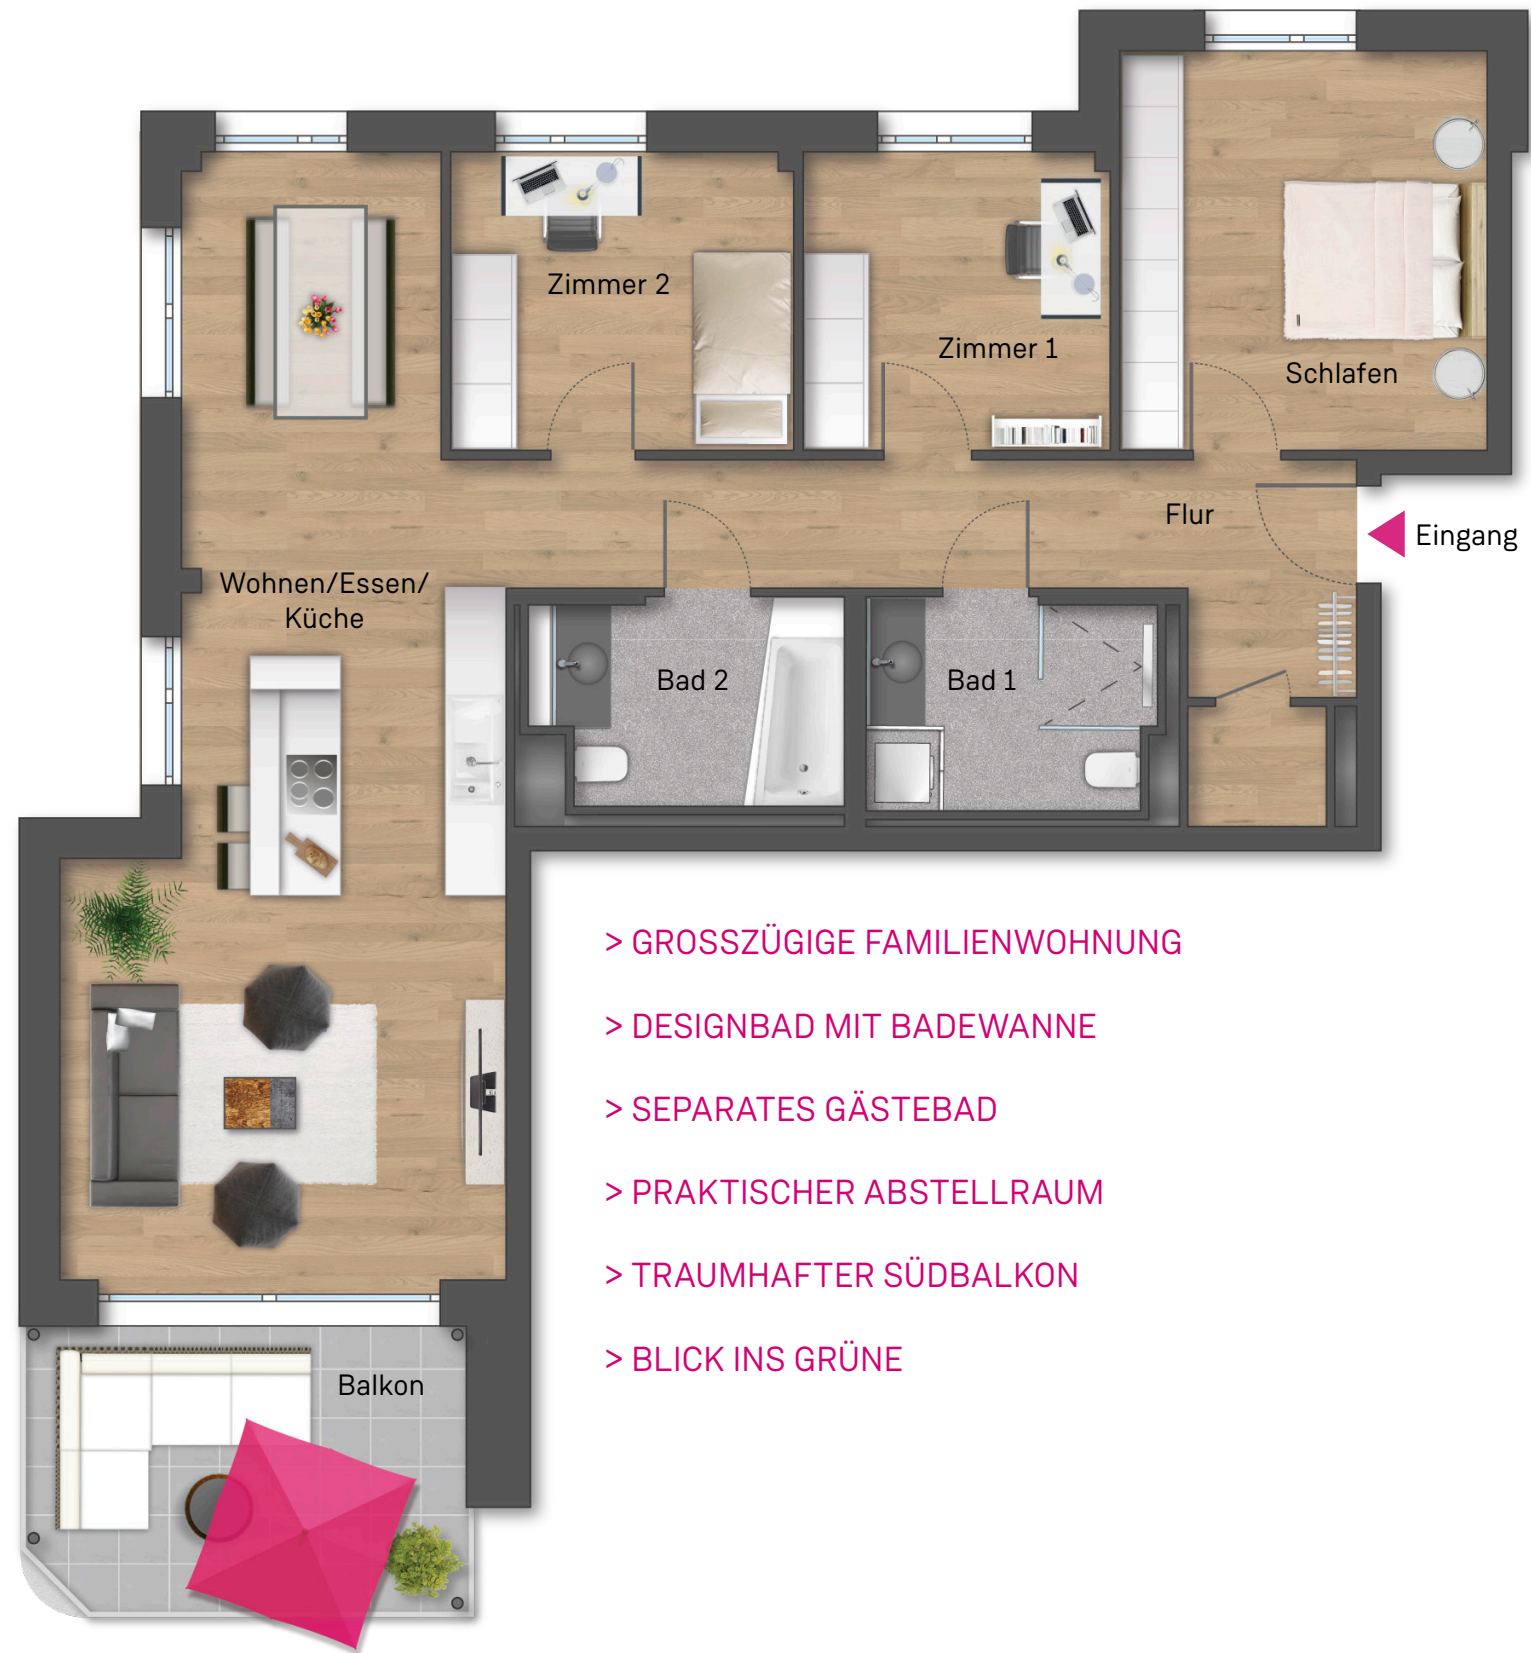 Zimmer 2
Zimmer 1
Schlafen
Flur
Eingang
Wohnen/Essen/
Küche
Bad 2
Bad 1
> GROSSZÜGIGE FAMILIENWOHNUNG
> DESIGNBAD MIT BADEWANNE
> SEPARATES GÄSTEBAD
> PRAKTISCHER ABSTELLRAUM
> TRAUMHAFTER SÜDBALKON
> BLICK INS GRÜNE
Balkon